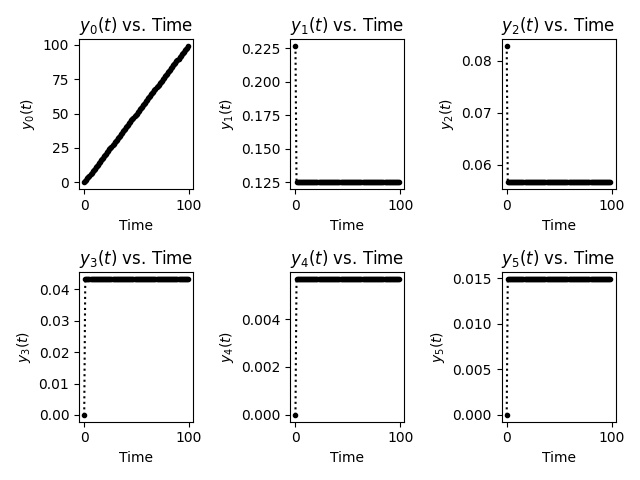 y₀(t) vs. Time
100
75
50
25
0
y₀(t)
0
100
Time
y₁(t) vs. Time
0.225
0.200
0.175
0.150
0.125
y₁(t)
0
100
Time
y₂(t) vs. Time
0.08
0.07
0.06
y₂(t)
0
100
Time
y₃(t) vs. Time
0.04
0.03
0.02
0.01
0.00
y₃(t)
0
100
Time
y₄(t) vs. Time
0.004
0.002
0.000
y₄(t)
0
100
Time
y₅(t) vs. Time
0.015
0.010
0.005
0.000
y₅(t)
0
100
Time